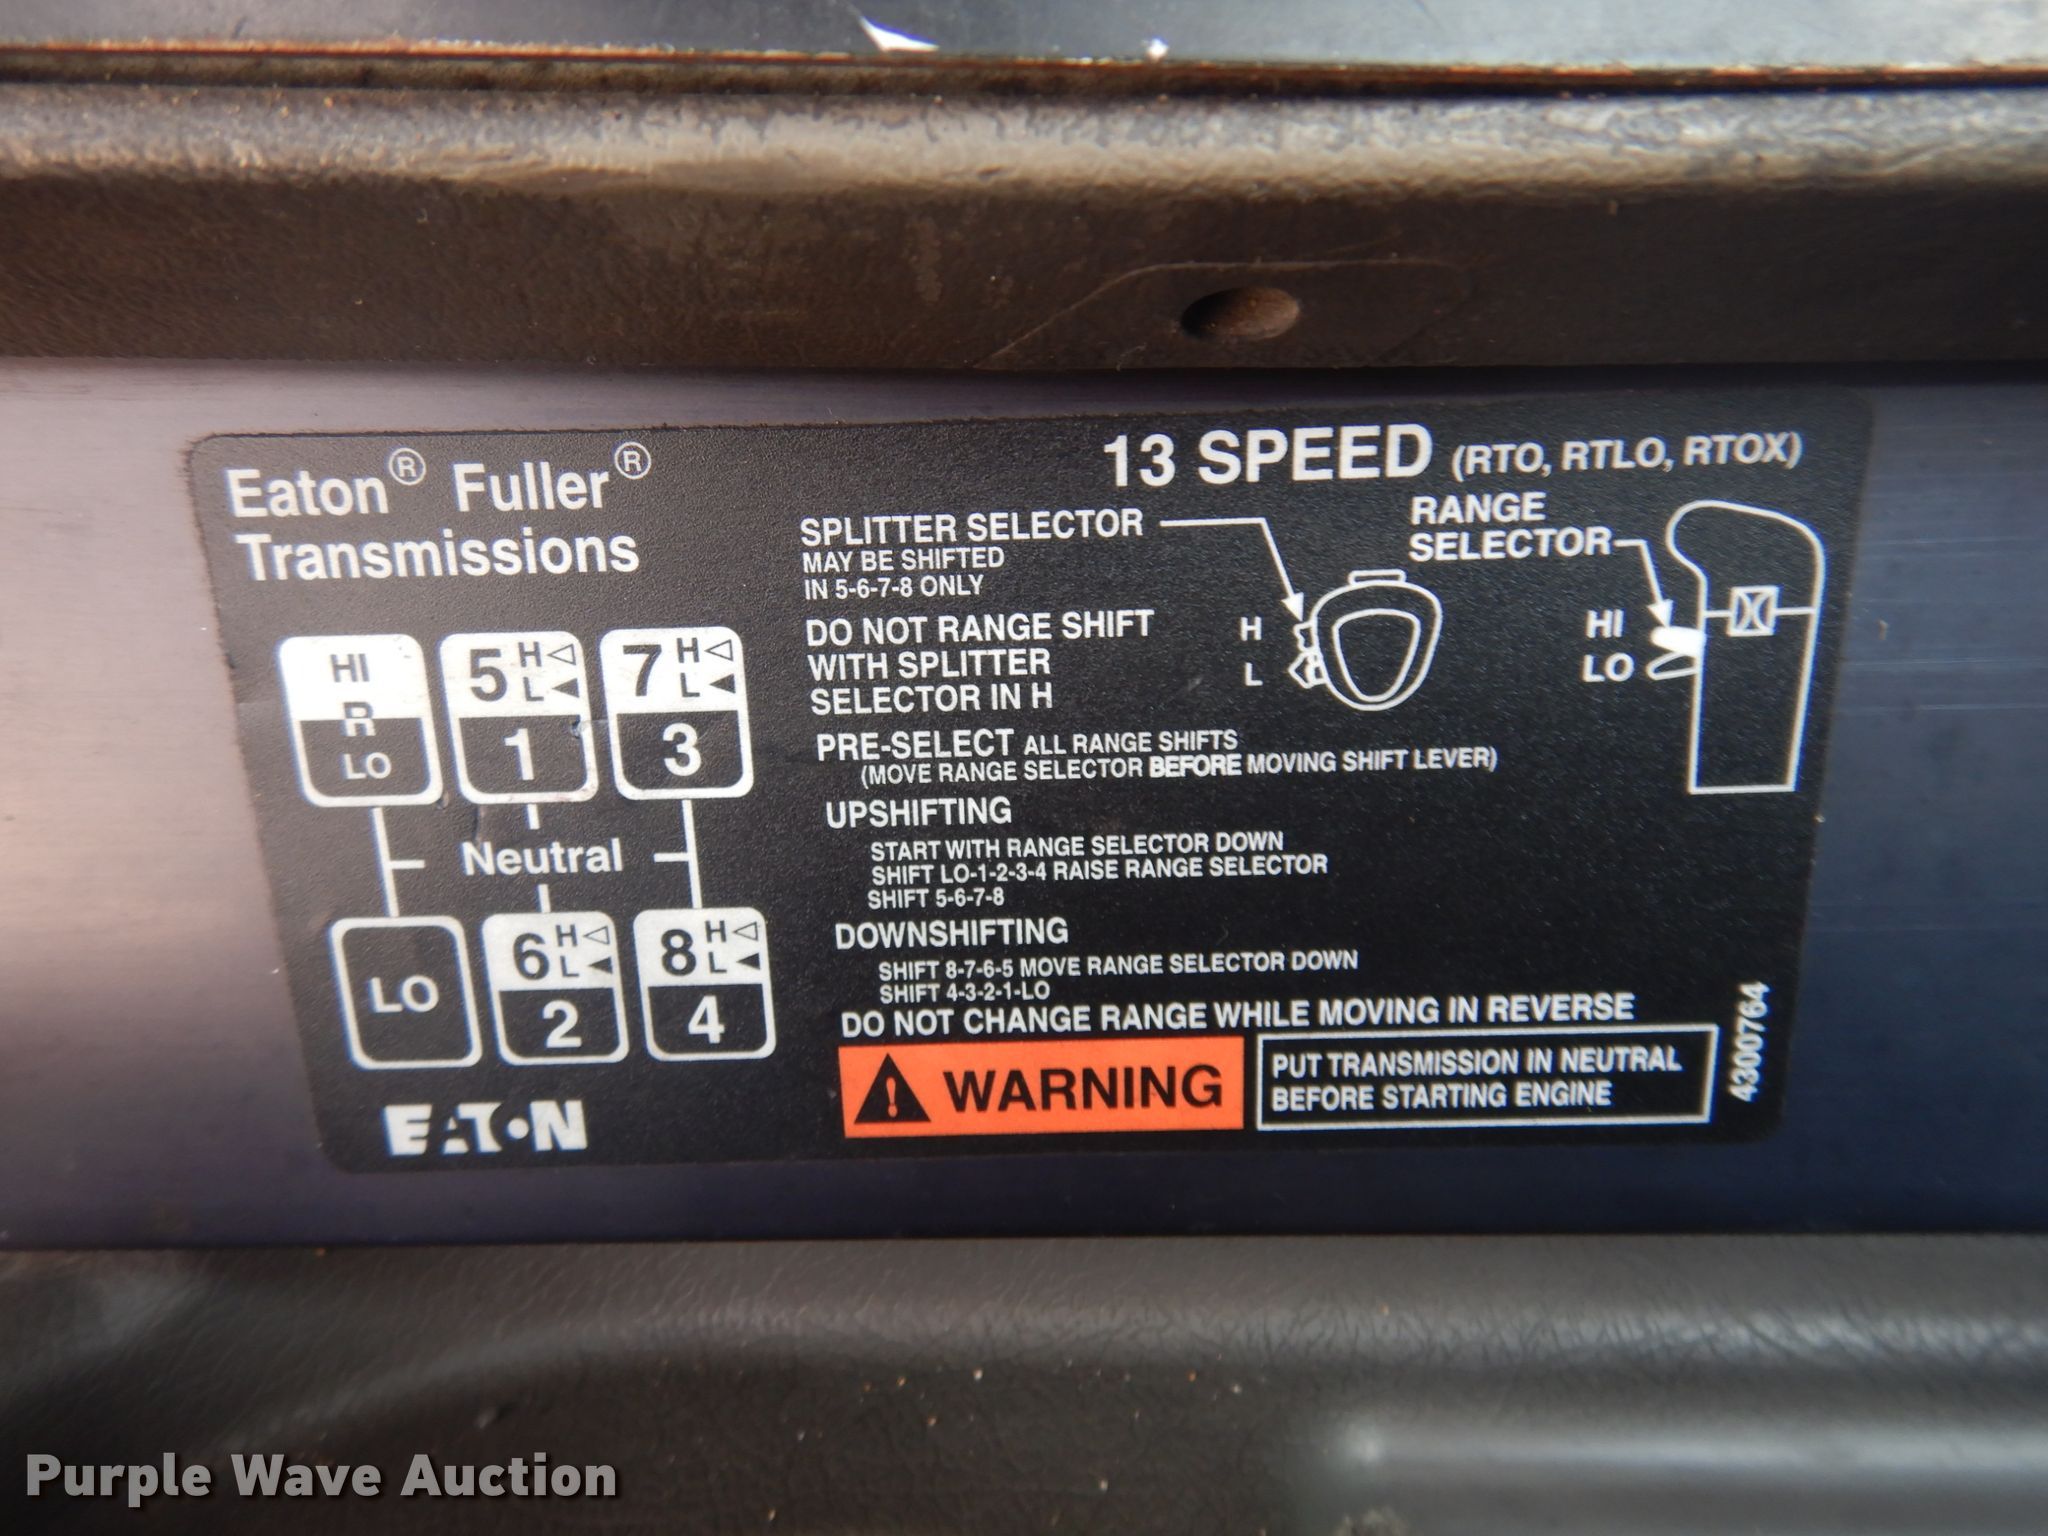 Eaton® Fuller®
Transmissions
HI
R
LO
5 H L
1
7 H L
3
Neutral
LO
6 H L
2
8 H L
4
EATON
13 SPEED (RTO, RTLO, RTOX)
SPLITTER SELECTOR
MAY BE SHIFTED
IN 5-6-7-8 ONLY
RANGE
SELECTOR
H
L
HI
LO
DO NOT RANGE SHIFT
WITH SPLITTER
SELECTOR IN H
PRE-SELECT ALL RANGE SHIFTS
(MOVE RANGE SELECTOR BEFORE MOVING SHIFT LEVER)
UPSHIFTING
START WITH RANGE SELECTOR DOWN
SHIFT LO-1-2-3-4 RAISE RANGE SELECTOR
SHIFT 5-6-7-8
DOWNSHIFTING
SHIFT 8-7-6-5 MOVE RANGE SELECTOR DOWN
SHIFT 4-3-2-1-LO
DO NOT CHANGE RANGE WHILE MOVING IN REVERSE
WARNING
PUT TRANSMISSION IN NEUTRAL
BEFORE STARTING ENGINE
4300764
Purple Wave Auction